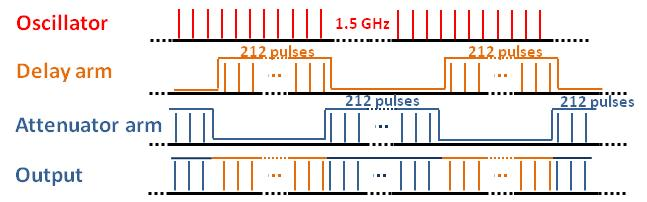 Oscillator
1.5 GHz
212 pulses
212 pulses
Delay arm
212 pulses
212 pulses
Attenuator arm
Output